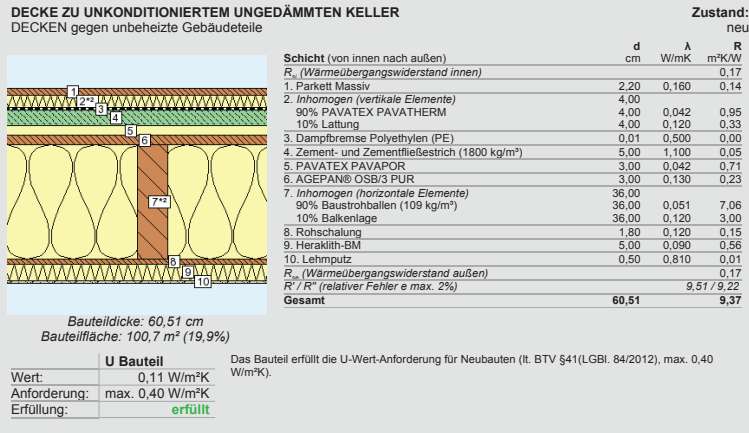 DECKE ZU UNKONDITIONIERTEM UNGEDÄMMTEN KELLER
DECKEN gegen unbeheizte Gebäudeteile
Zustand:
neu
1
2*²
3
4
5
6
7*²
8
9
10
Bauteildicke: 60,51 cm
Bauteilfläche: 100,7 m² (19,9%)
d λ R
Schicht (von innen nach außen) cm W/mK m²K/W
Rsi (Wärmeübergangswiderstand innen) 0,17
1. Parkett Massiv 2,20 0,160 0,14
2. Inhomogen (vertikale Elemente) 4,00
90% PAVATEX PAVATHERM 4,00 0,042 0,95
10% Lattung 4,00 0,120 0,33
3. Dampfbremse Polyethylen (PE) 0,01 0,500 0,00
4. Zement- und Zementfließestrich (1800 kg/m³) 5,00 1,100 0,05
5. PAVATEX PAVAPOR 3,00 0,042 0,71
6. AGEPAN® OSB/3 PUR 3,00 0,130 0,23
7. Inhomogen (horizontale Elemente) 36,00
90% Baustrohballen (109 kg/m³) 36,00 0,051 7,06
10% Balkenlage 36,00 0,120 3,00
8. Rohschalung 1,80 0,120 0,15
9. Heraklith-BM 5,00 0,090 0,56
10. Lehmputz 0,50 0,810 0,01
Rse (Wärmeübergangswiderstand außen) 0,17
R' / R" (relativer Fehler e max. 2%) 9,51 / 9,22
Gesamt 60,51 9,37
U Bauteil
Wert: 0,11 W/m²K
Anforderung: max. 0,40 W/m²K
Erfüllung: erfüllt
Das Bauteil erfüllt die U-Wert-Anforderung für Neubauten (lt. BTV §41(LGBl. 84/2012), max. 0,40
W/m²K).